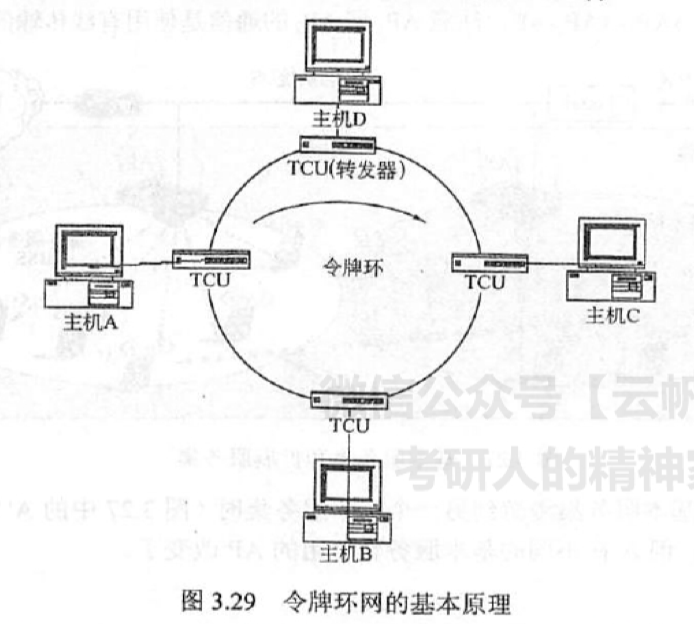 主机D
TCU(转发器)
令牌环
TCU
主机A
TCU
主机C
TCU
主机B
微信公众号【云帆
考研人的精神家
图 3.29 令牌环网的基本原理